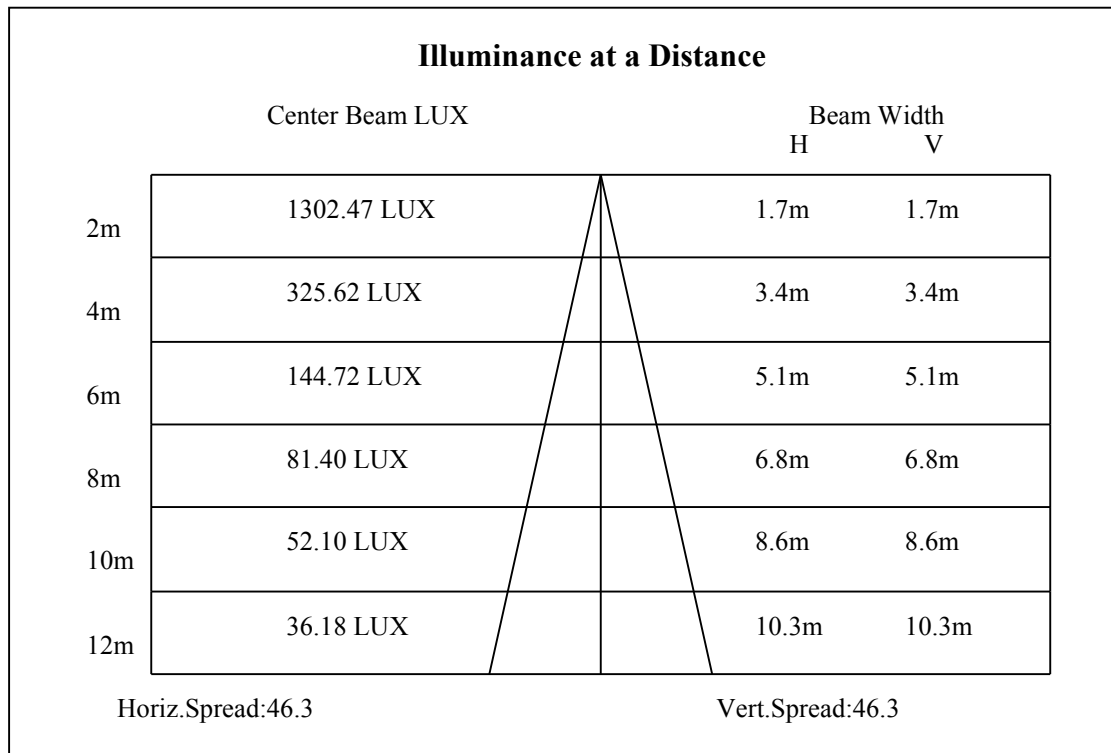 Illuminance at a Distance
Center Beam LUX Beam Width
H V
2m 1302.47 LUX 1.7m 1.7m
4m 325.62 LUX 3.4m 3.4m
6m 144.72 LUX 5.1m 5.1m
8m 81.40 LUX 6.8m 6.8m
10m 52.10 LUX 8.6m 8.6m
12m 36.18 LUX 10.3m 10.3m
Horiz.Spread:46.3 Vert.Spread:46.3